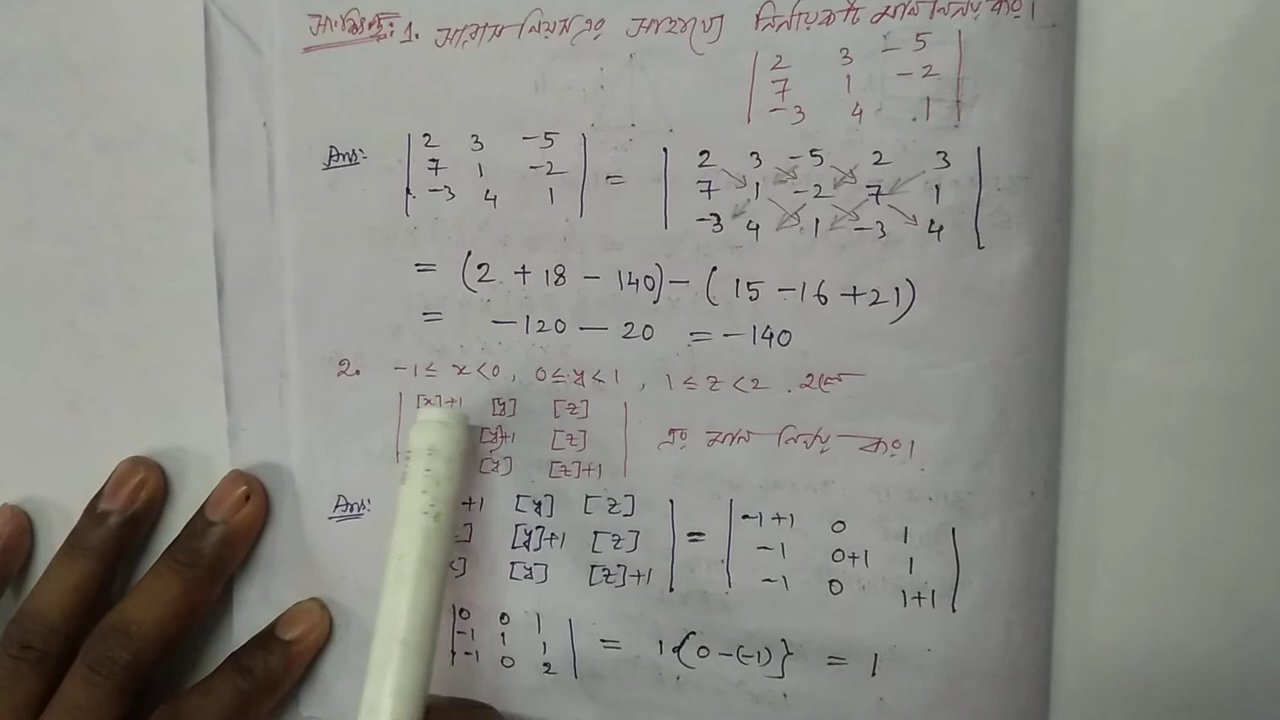 সংক্ষিপ্ত: 1. সারাস নিয়ম এর সাহায্যে নির্ণায়কটি মান নির্ণয় কর।
| 2 3 -5 |
| 7 1 -2 |
| -3 4 1 |
Ans:
| 2 3 -5 | = | 2 3 -5 2 3 |
| 7 1 -2 | | 7 1 -2 7 1 |
| -3 4 1 | | -3 4 1 -3 4 |
= (2 + 18 - 140) - (15 - 16 + 21)
= -120 - 20 = -140
2. -1 ≤ x < 0, 0 ≤ y < 1, 1 ≤ z < 2. হলে
| [x]+1 [y] [z] |
[y]+1 [z] | এর মান নির্ণয় কর।
[y] [z]+1 |
Ans: +1 [y] [z] | = | -1+1 0 1 |
] [y]+1 [z] | | -1 0+1 1 |
] [y] [z]+1 | | -1 0 1+1 |
| 0 0 1 |
| -1 1 1 | = 1·{0-(-1)} = 1
| -1 0 2 |